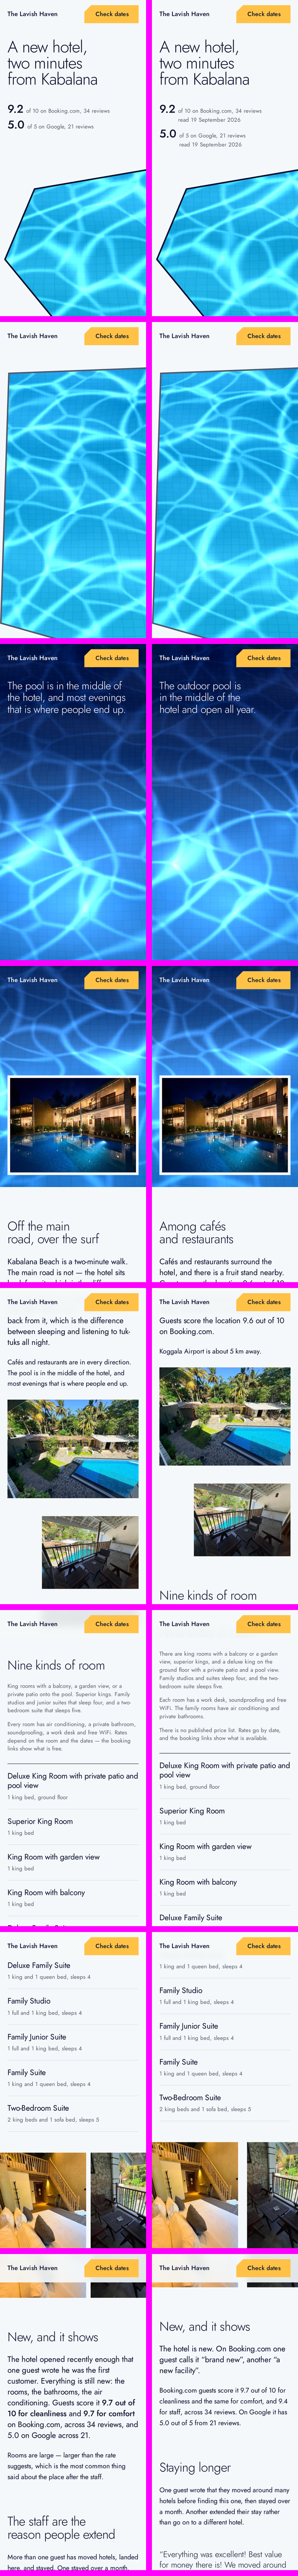 The Lavish Haven
Check dates
A new hotel,
two minutes
from Kabalana
9.2 of 10 on Booking.com, 34 reviews
5.0 of 5 on Google, 21 reviews
The Lavish Haven
Check dates
A new hotel,
two minutes
from Kabalana
9.2 of 10 on Booking.com, 34 reviews
read 19 September 2026
5.0 of 5 on Google, 21 reviews
read 19 September 2026
The Lavish Haven
Check dates
The Lavish Haven
Check dates
The Lavish Haven
Check dates
The pool is in the middle of
the hotel, and most evenings
that is where people end up.
The Lavish Haven
Check dates
The outdoor pool is
in the middle of the
hotel and open all year.
The Lavish Haven
Check dates
Off the main
road, over the surf
Kabalana Beach is a two-minute walk.
The main road is not — the hotel sits
The Lavish Haven
Check dates
Among cafés
and restaurants
Cafés and restaurants surround the
hotel, and there is a fruit stand nearby.
The Lavish Haven
Check dates
back from it, which is the difference
between sleeping and listening to tuk-
tuks all night.
Cafés and restaurants are in every direction.
The pool is in the middle of the hotel, and
most evenings that is where people end up.
The Lavish Haven
Check dates
Guests score the location 9.6 out of 10
on Booking.com.
Koggala Airport is about 5 km away.
Nine kinds of room
The Lavish Haven
Check dates
Nine kinds of room
King rooms with a balcony, a garden view, or a
private patio onto the pool. Superior kings. Family
studios and junior suites that sleep four, and a two-
bedroom suite that sleeps five.
Every room has air conditioning, a private bathroom,
soundproofing, a work desk and free WiFi. Rates
depend on the room and the dates — the booking
links show what is free.
Deluxe King Room with private patio and
pool view
1 king bed, ground floor
Superior King Room
1 king bed
King Room with garden view
1 king bed
King Room with balcony
1 king bed
The Lavish Haven
Check dates
There are king rooms with a balcony or a garden
view, superior kings, and a deluxe king on the
ground floor with a private patio and a pool view.
Family studios and suites sleep four, and the two-
bedroom suite sleeps five.
Each room has a work desk, soundproofing and free
WiFi. The family rooms have air conditioning and
private bathrooms.
There is no published price list. Rates go by date,
and the booking links show what is available.
Deluxe King Room with private patio and
pool view
1 king bed, ground floor
Superior King Room
1 king bed
King Room with garden view
1 king bed
King Room with balcony
1 king bed
Deluxe Family Suite
The Lavish Haven
Check dates
Deluxe Family Suite
1 king and 1 queen bed, sleeps 4
Family Studio
1 full and 1 king bed, sleeps 4
Family Junior Suite
1 full and 1 king bed, sleeps 4
Family Suite
1 king and 1 queen bed, sleeps 4
Two-Bedroom Suite
2 king beds and 1 sofa bed, sleeps 5
The Lavish Haven
Check dates
1 king and 1 queen bed, sleeps 4
Family Studio
1 full and 1 king bed, sleeps 4
Family Junior Suite
1 full and 1 king bed, sleeps 4
Family Suite
1 king and 1 queen bed, sleeps 4
Two-Bedroom Suite
2 king beds and 1 sofa bed, sleeps 5
The Lavish Haven
Check dates
New, and it shows
The hotel opened recently enough that
one guest wrote he was the first
customer. Everything is still new: the
rooms, the bathrooms, the air
conditioning. Guests score it 9.7 out of
10 for cleanliness and 9.7 for comfort
on Booking.com, across 34 reviews, and
5.0 on Google across 21.
Rooms are large — larger than the rate
suggests, which is the most common thing
said about the place after the staff.
The staff are the
reason people extend
More than one guest has moved hotels, landed
here, and stayed. One stayed over a month.
The Lavish Haven
Check dates
New, and it shows
The hotel is new. On Booking.com one
guest calls it “brand new”, another “a
new facility”.
Booking.com guests score it 9.7 out of 10 for
cleanliness and the same for comfort, and 9.4
for staff, across 34 reviews. On Google it has
5.0 out of 5 from 21 reviews.
Staying longer
One guest wrote that they moved around many
hotels before finding this one, then stayed over
a month. Another extended their stay rather
than go on to a different hotel.
“Everything was excellent! Best value
for money there is! We moved around